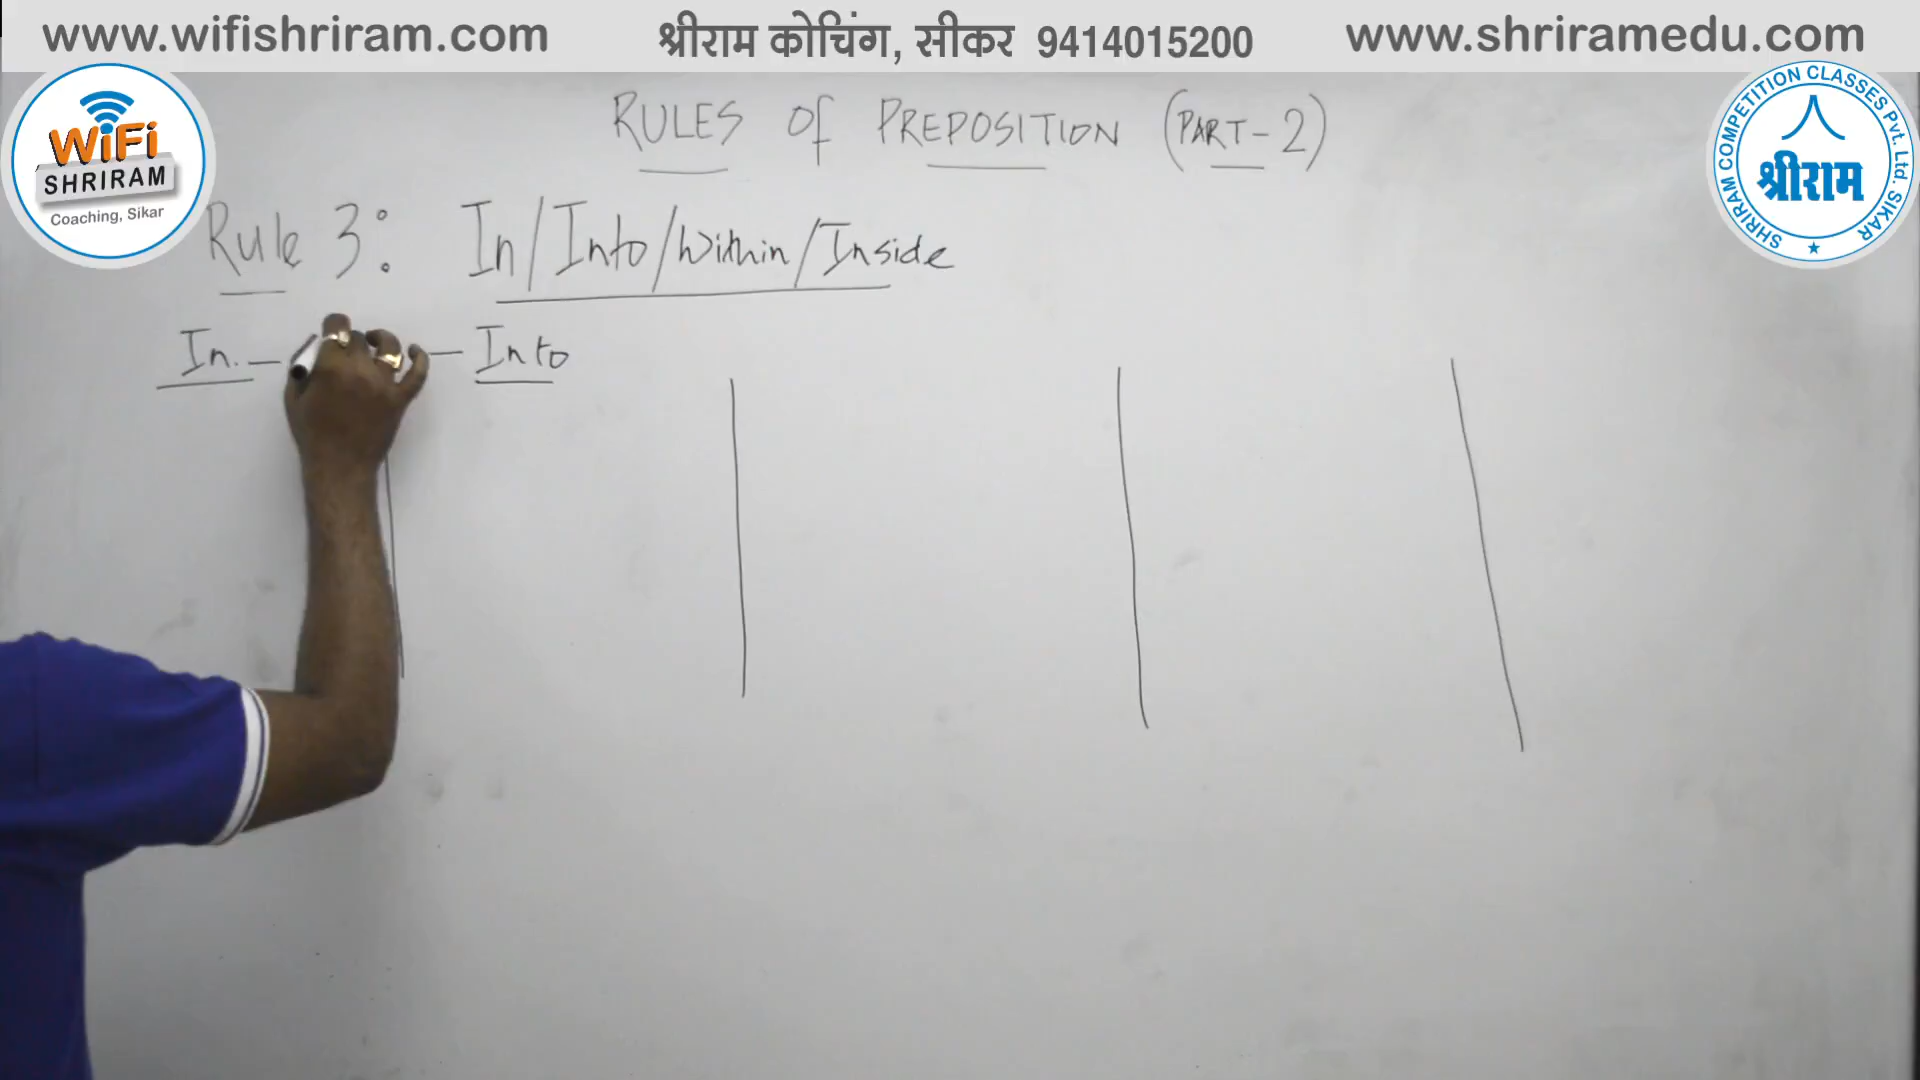 www.wifishriram.com श्रीराम कोचिंग, सीकर 9414015200 www.shriramedu.com
WiFi
SHRIRAM
Coaching, Sikar
SHRIRAM COMPETITION CLASSES Pvt. Ltd. SIKAR
श्रीराम
RULES Of PREPOSITION (PART-2)
Rule 3: In/Into/Within/Inside
In. — — Into